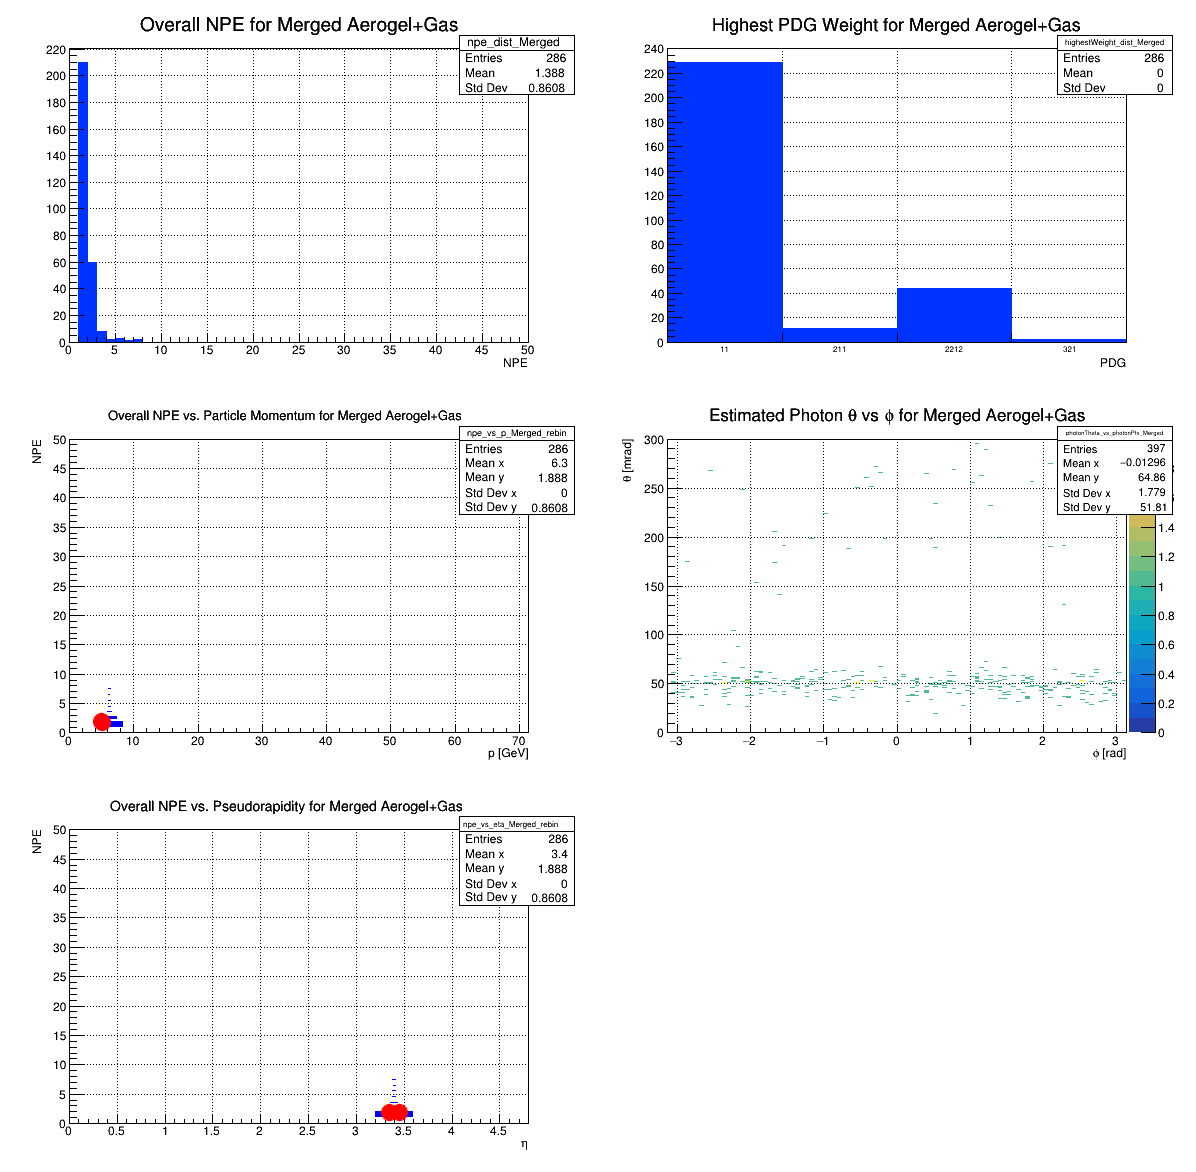 Overall NPE for Merged Aerogel+Gas
npe_dist_Merged
Entries 286
Mean 1.388
Std Dev 0.8608
220
200
180
160
140
120
100
80
60
40
20
0
0 5 10 15 20 25 30 35 40 45 50
NPE
Highest PDG Weight for Merged Aerogel+Gas
highestWeight_dist_Merged
Entries 286
Mean 0
Std Dev 0
240
220
200
180
160
140
120
100
80
60
40
20
0
11 211 2212 321
PDG
Overall NPE vs. Particle Momentum for Merged Aerogel+Gas
npe_vs_p_Merged_rebin
Entries 286
Mean x 6.3
Mean y 1.888
Std Dev x 0
Std Dev y 0.8608
NPE
50
45
40
35
30
25
20
15
10
5
0
0 10 20 30 40 50 60 70
p [GeV]
Estimated Photon θ vs ϕ for Merged Aerogel+Gas
photonTheta_vs_photonPhi_Merged
Entries 397
Mean x −0.01296
Mean y 64.86
Std Dev x 1.779
Std Dev y 51.81
θ [mrad]
300
250
200
150
100
50
0
−3 −2 −1 0 1 2 3
ϕ [rad]
1.4
1.2
1
0.8
0.6
0.4
0.2
0
Overall NPE vs. Pseudorapidity for Merged Aerogel+Gas
npe_vs_eta_Merged_rebin
Entries 286
Mean x 3.4
Mean y 1.888
Std Dev x 0
Std Dev y 0.8608
NPE
50
45
40
35
30
25
20
15
10
5
0
0 0.5 1 1.5 2 2.5 3 3.5 4 4.5
η